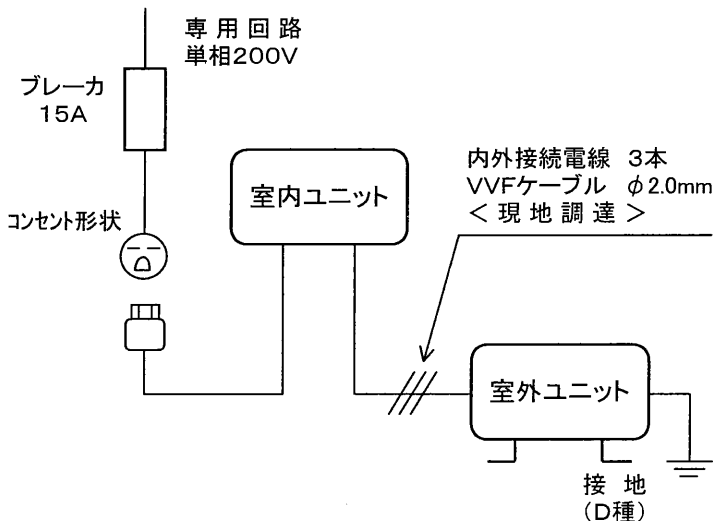 専用回路
単相200V
ブレーカ
15A
コンセント形状
室内ユニット
内外接続電線 3本
VVFケーブル φ2.0mm
<現地調達>
室外ユニット
接地
(D種)